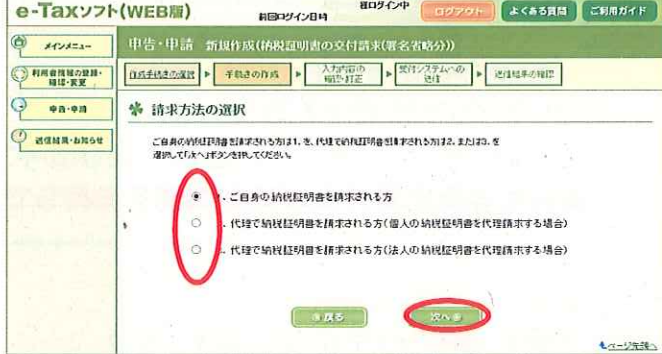 e-Taxソフト(WEB版)
前回ログイン日時
様ログイン中
ログアウト
よくある質問
ご利用ガイド
メインメニュー
申告・申請 新規作成(納税証明書の交付請求(署名省略分))
利用者情報の登録・
確認・変更
作成手続きの選択
手続きの作成
入力内容の
確認・訂正
受付システムへの
送信
送信結果の確認
申告・申請
請求方法の選択
送信結果・お知らせ
ご自身の納税証明書を請求される方は1、を、代理で納税証明書を請求される方は2、または3、を
選択して「次へ」ボタンを押してください。
、ご自身の納税証明書を請求される方
、代理で納税証明書を請求される方(個人の納税証明書を代理請求する場合)
、代理で納税証明書を請求される方(法人の納税証明書を代理請求する場合)
戻る
次へ
ページ先頭へ